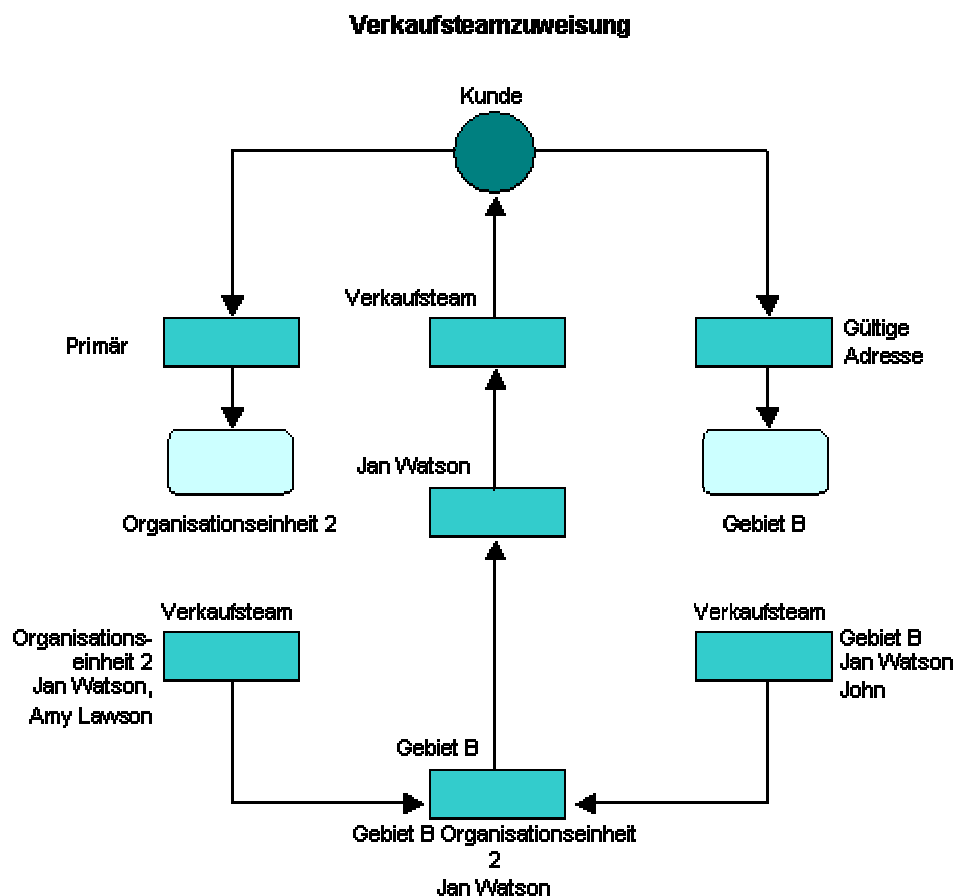 Verkaufsteamzuweisung
Kunde
Verkaufsteam
Primär
Gültige
Adresse
Jan Watson
Organisationseinheit 2
Gebiet B
Verkaufsteam
Organisations-
einheit 2
Jan Watson,
Amy Lawson
Verkaufsteam
Gebiet B
Jan Watson
John
Gebiet B
Gebiet B Organisationseinheit
2
Jan Watson